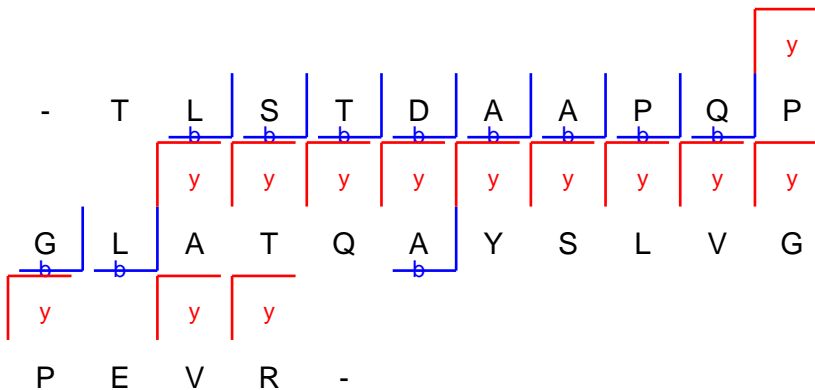 y
- T L S T D A A P Q P
b b b b b b b b
y y y y y y y y y
G L A T Q A Y S L V G
b b b
y y y
P E V R -